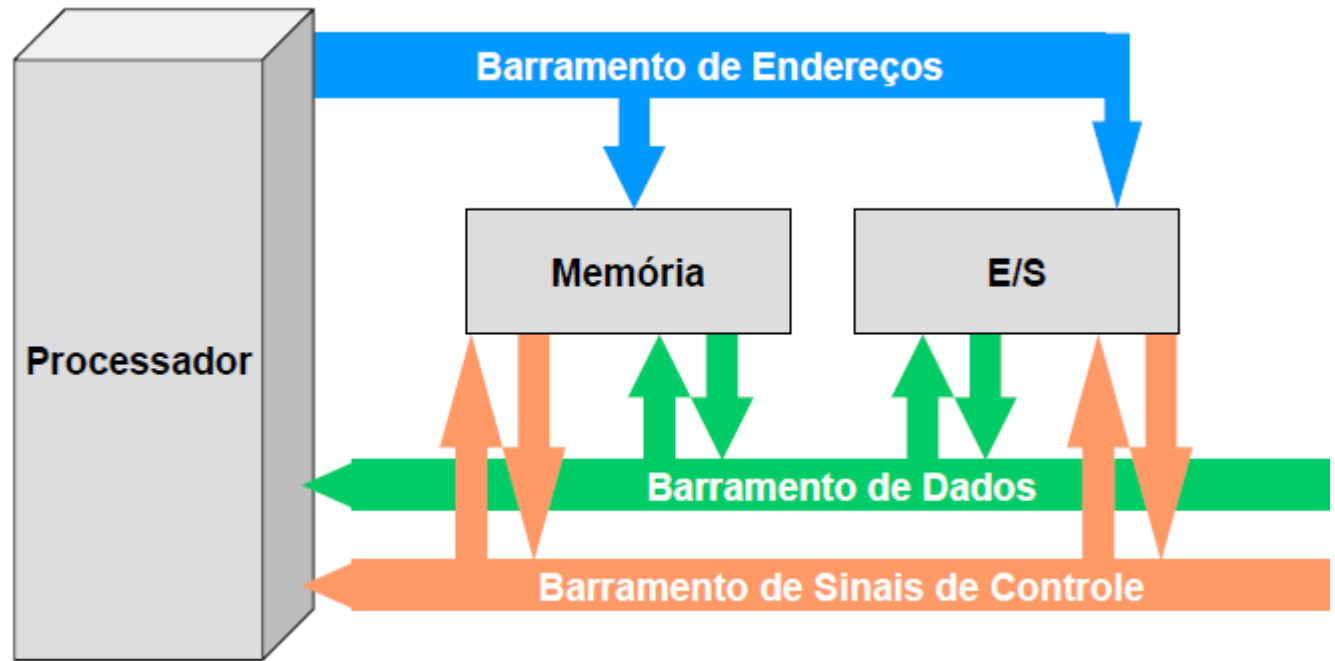 Barramento de Endereços
Memória
E/S
Processador
Barramento de Dados
Barramento de Sinais de Controle